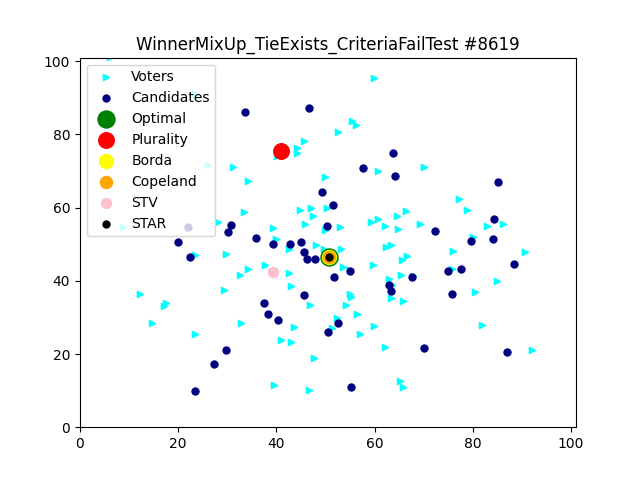 WinnerMixUp_TieExists_CriteriaFailTest #8619
100
80
60
40
20
0
Voters
Candidates
Optimal
Plurality
Borda
Copeland
STV
STAR
0 20 40 60 80 100